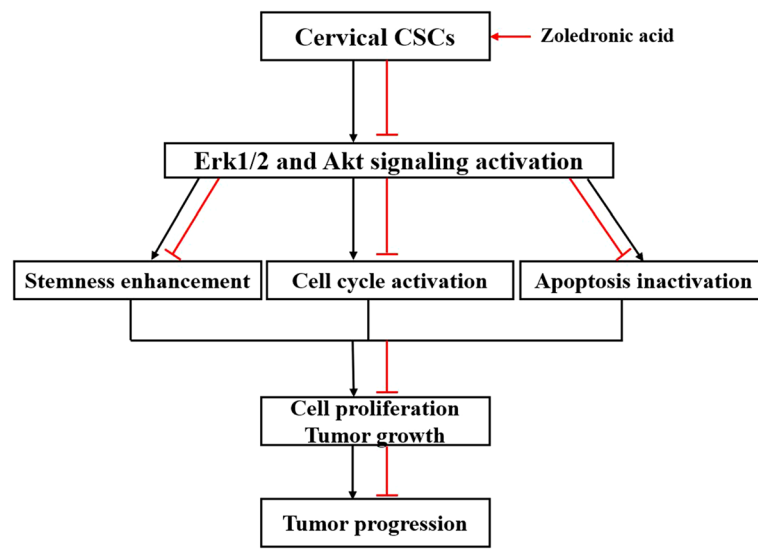 Cervical CSCs
Zoledronic acid
Erk1/2 and Akt signaling activation
Stemness enhancement
Cell cycle activation
Apoptosis inactivation
Cell proliferation
Tumor growth
Tumor progression